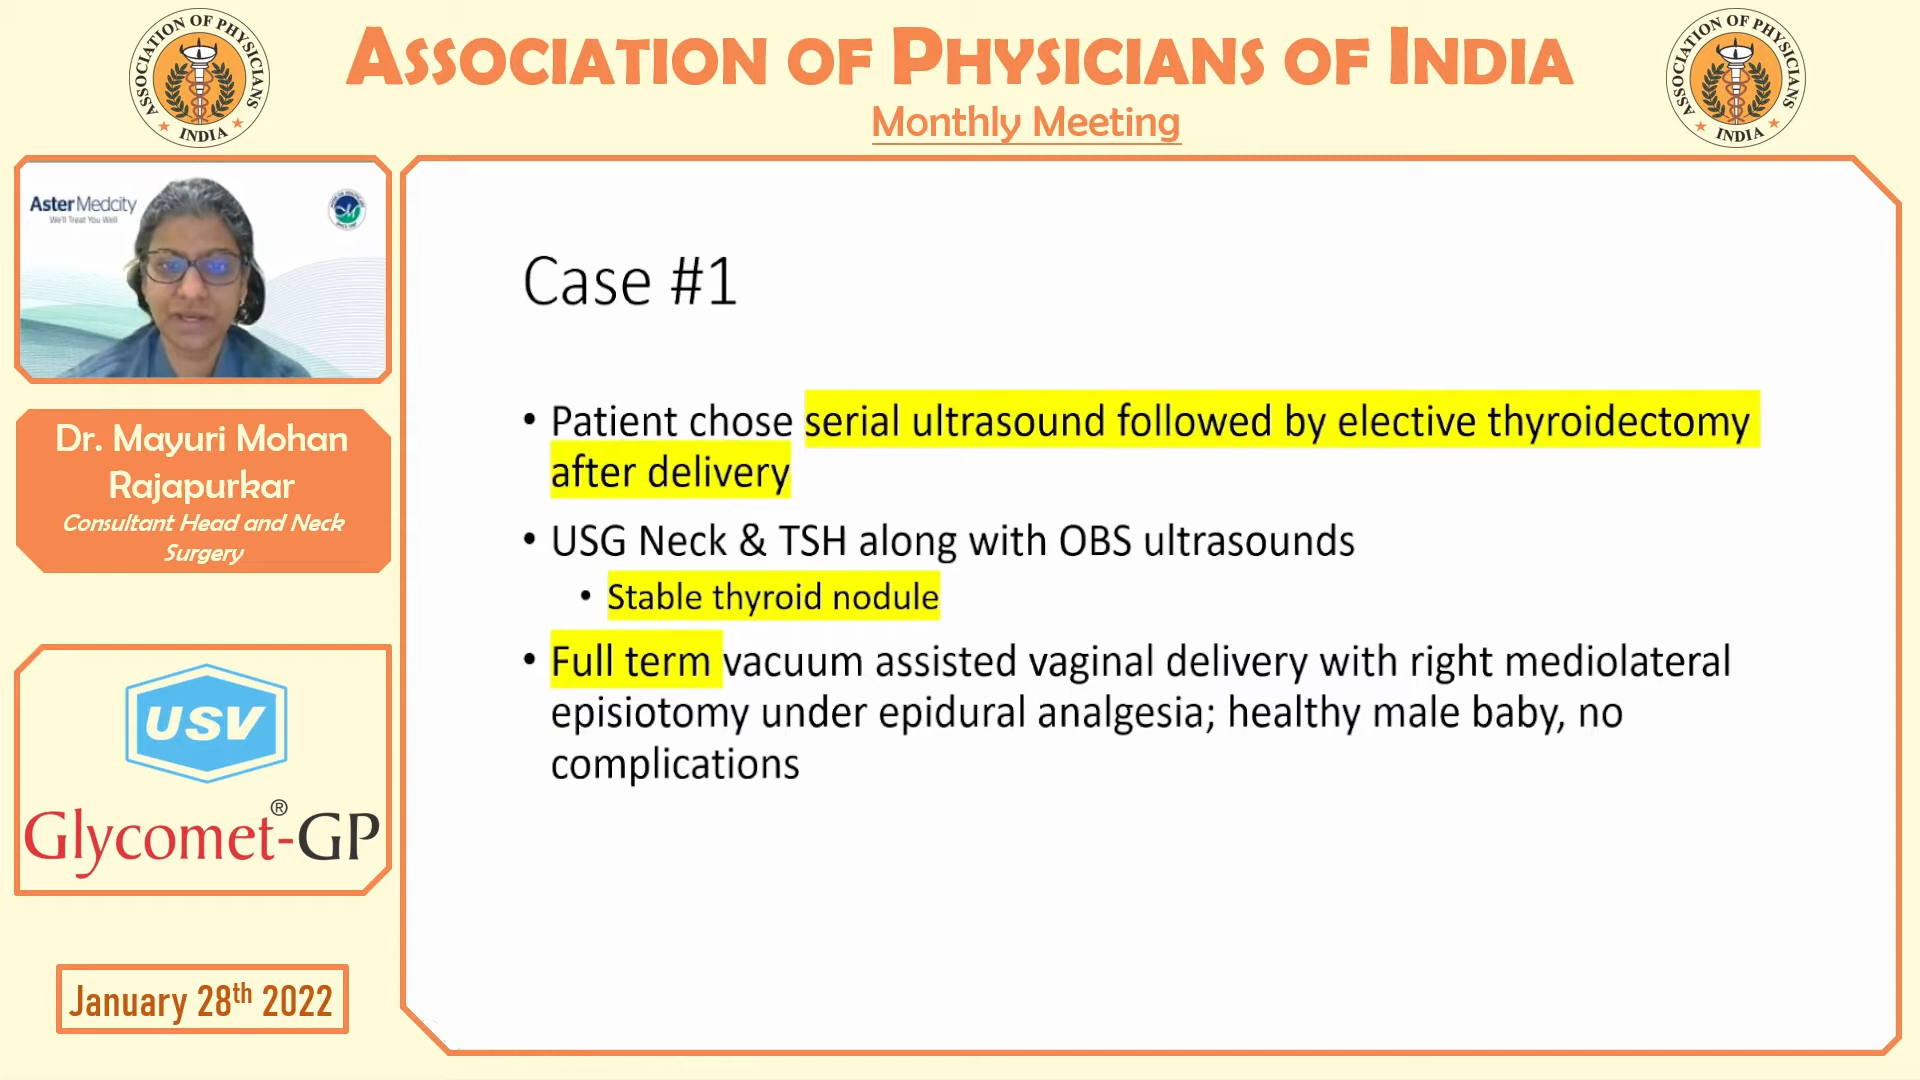 ASSOCIATION OF PHYSICIANS OF INDIA
Monthly Meeting
ASSOCIATION OF PHYSICIANS
INDIA
ASSOCIATION OF PHYSICIANS
INDIA
Aster Medcity
We'll Treat You Well
Dr. Mayuri Mohan
Rajapurkar
Consultant Head and Neck
Surgery
USV
Glycomet®-GP
January 28th 2022
Case #1
• Patient chose serial ultrasound followed by elective thyroidectomy
after delivery
• USG Neck & TSH along with OBS ultrasounds
• Stable thyroid nodule
• Full term vacuum assisted vaginal delivery with right mediolateral
episiotomy under epidural analgesia; healthy male baby, no
complications